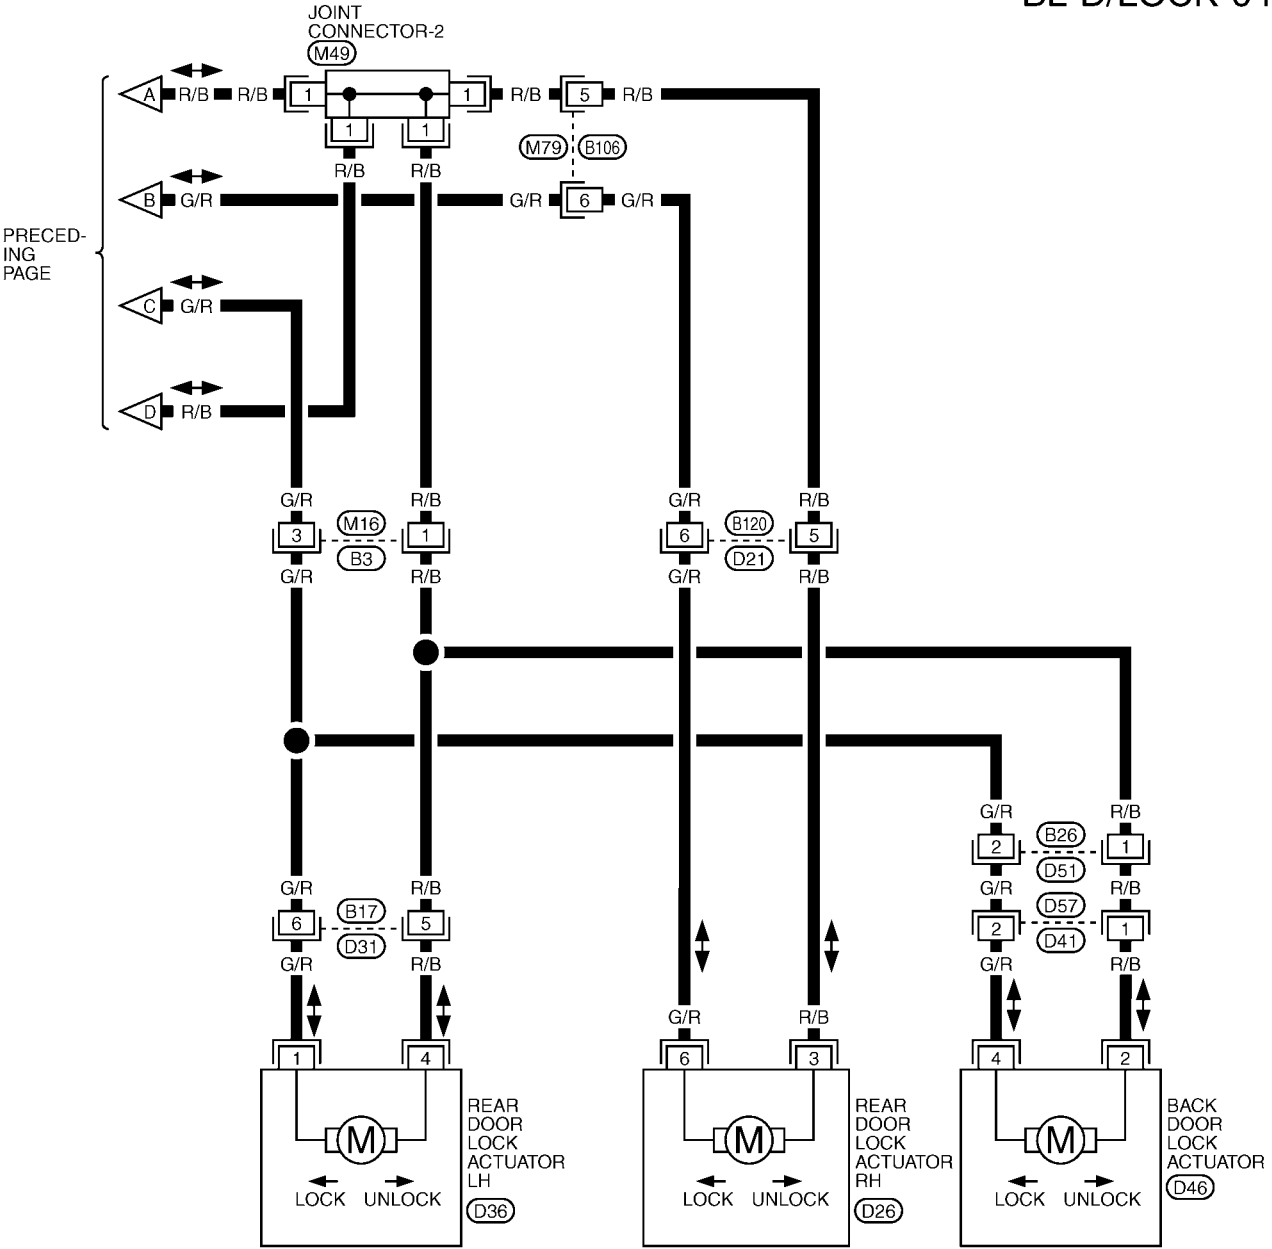 JOINT
CONNECTOR-2
M49
A R/B R/B 1 1 R/B 5 R/B
1 1
M79 B106
R/B R/B
B G/R G/R 6 G/R
PRECED-
ING
PAGE
C G/R
D R/B
G/R R/B G/R R/B
3 M16 1 6 B120 5
B3 D21
G/R R/B G/R R/B
G/R R/B
2 B26 1
D51
G/R R/B G/R R/B
6 B17 5 2 D57 1
D31 D41
G/R R/B G/R R/B
G/R R/B
1 4 6 3 4 2
M M M
REAR
DOOR
LOCK
ACTUATOR
LH
D36
REAR
DOOR
LOCK
ACTUATOR
RH
D26
BACK
DOOR
LOCK
ACTUATOR
D46
LOCK UNLOCK LOCK UNLOCK LOCK UNLOCK